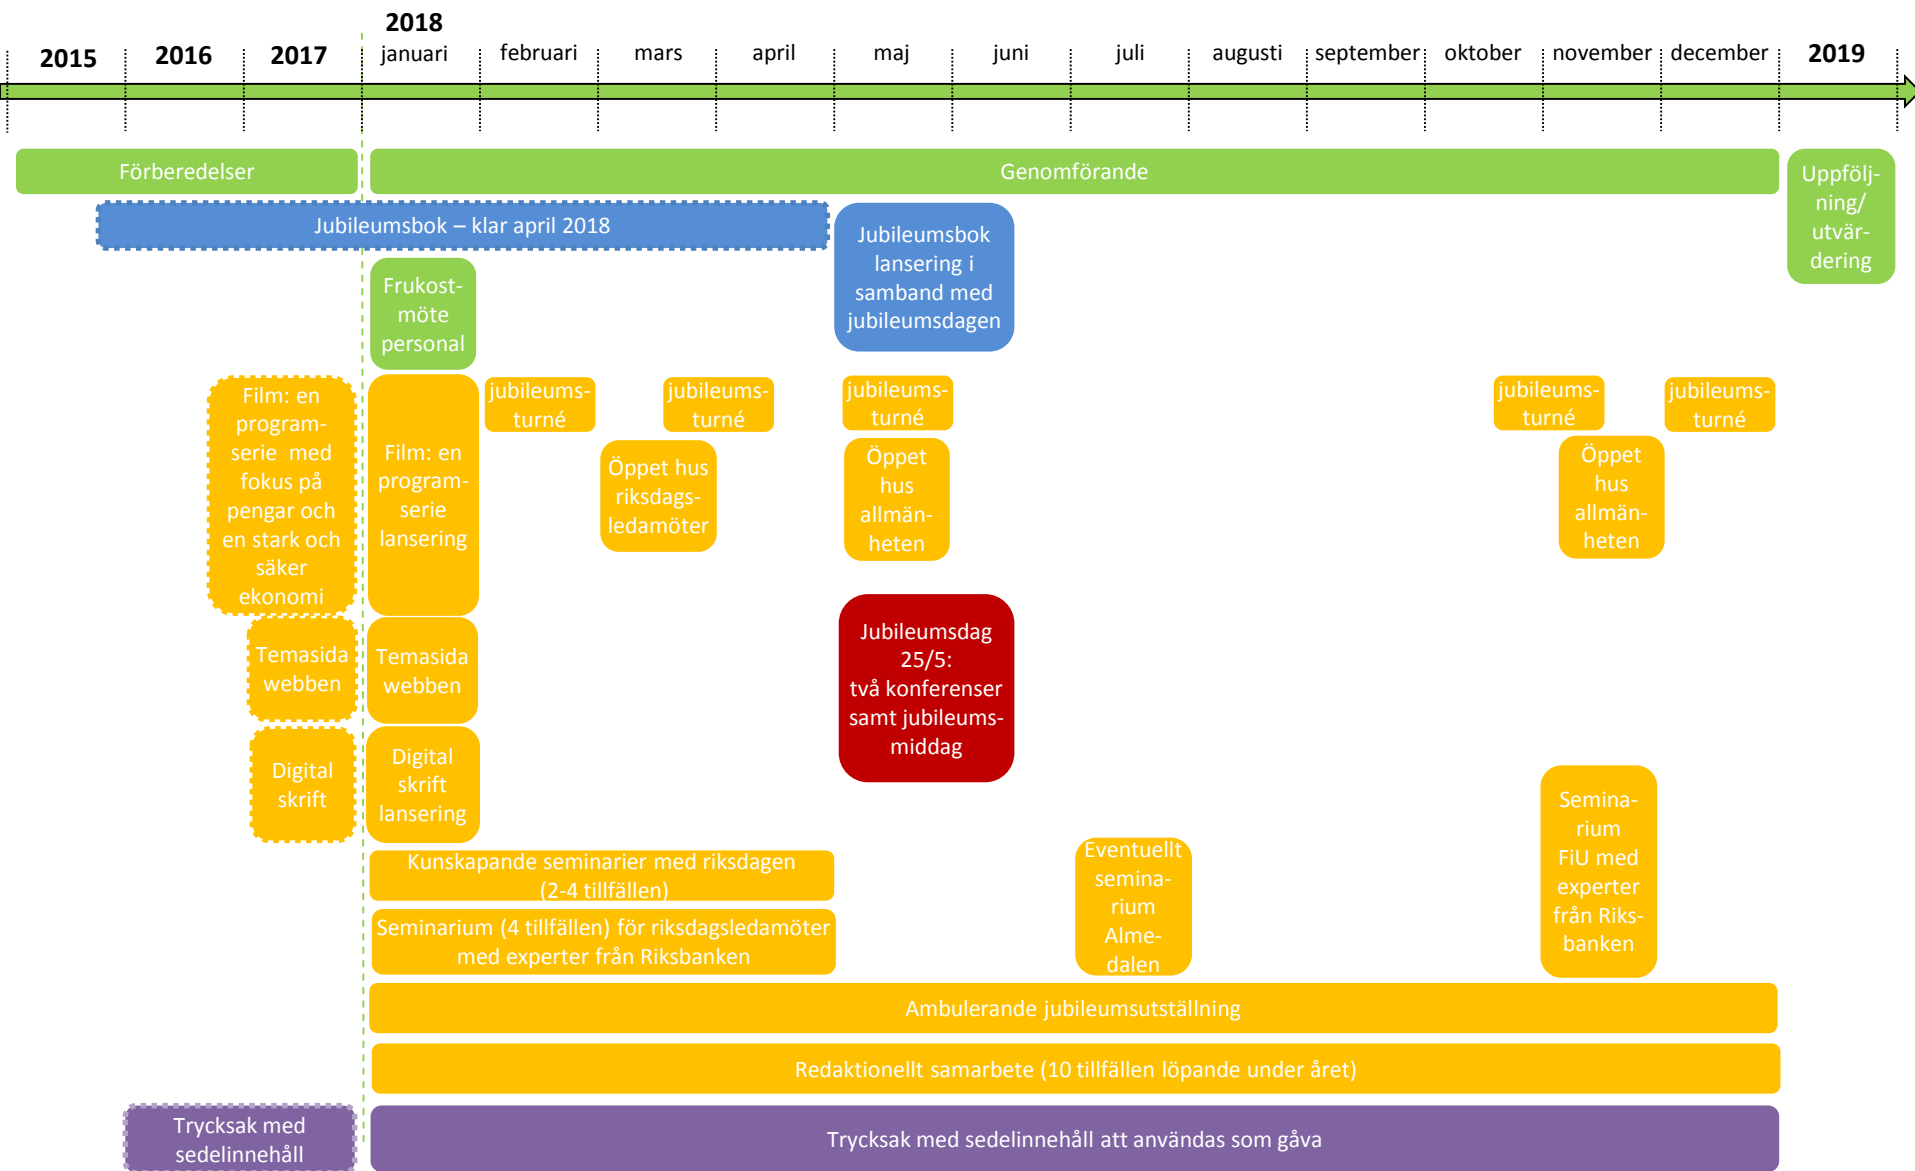 2018
2015
2016
2017
januari
februari
mars
april
maj
juni
juli
augusti
september
oktober
november
december
2019
Förberedelser
Genomförande
Uppfölj-
ning/
utvär-
dering
Jubileumsbok – klar april 2018
Jubileumsbok
lansering i
samband med
jubileumsdagen
Frukost-
möte
personal
Film: en
program-
serie med
fokus på
pengar och
en stark och
säker
ekonomi
Film: en
program-
serie
lansering
jubileums-
turné
jubileums-
turné
jubileums-
turné
jubileums-
turné
jubileums-
turné
Öppet hus
riksdags-
ledamöter
Öppet
hus
allmän-
heten
Öppet
hus
allmän-
heten
Temasida
webben
Temasida
webben
Jubileumsdag
25/5:
två konferenser
samt jubileums-
middag
Digital
skrift
Digital
skrift
lansering
Kunskapande seminarier med riksdagen
(2-4 tillfällen)
Seminarium (4 tillfällen) för riksdagsledamöter
med experter från Riksbanken
Eventuellt
semina-
rium
Alme-
dalen
Semina-
rium
FiU med
experter
från Riks-
banken
Ambulerande jubileumsutställning
Redaktionellt samarbete (10 tillfällen löpande under året)
Trycksak med
sedelinnehåll
Trycksak med sedelinnehåll att användas som gåva